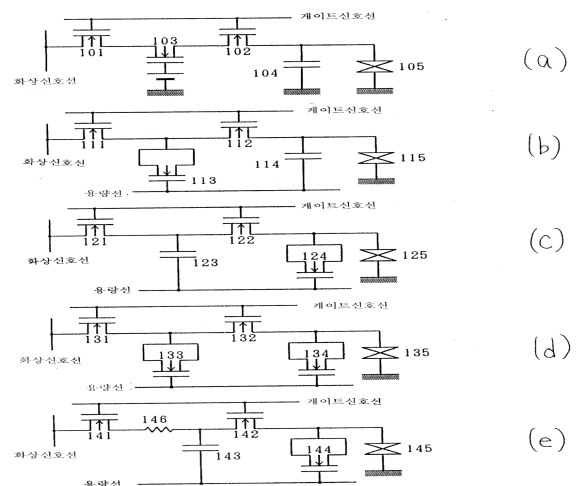 게이트신호선
103
101
102
104
105
(a)
화상신호선
게이트신호선
111
112
화상신호선
113
114
115
(b)
용량선
게이트신호선
121
122
화상신호선
123
124
125
(c)
용량선
게이트신호선
131
132
화상신호선
133
134
135
(d)
용량선
게이트신호선
146
141
142
화상신호선
143
144
145
(e)
용량선